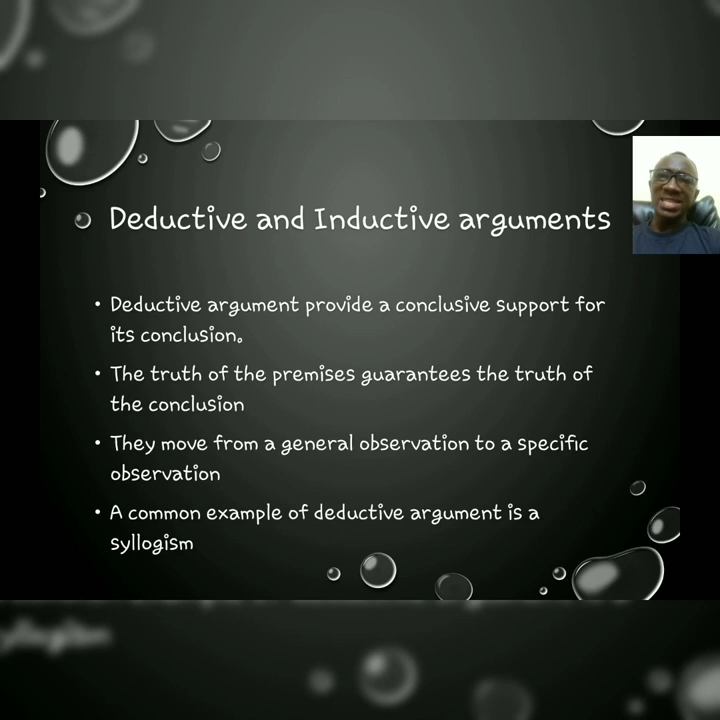 Deductive and Inductive arguments
• Deductive argument provide a conclusive support for
its conclusion.
• The truth of the premises guarantees the truth of
the conclusion
• They move from a general observation to a specific
observation
• A common example of deductive argument is a
syllogism
syllogism